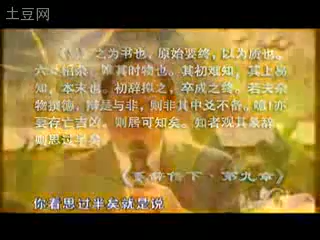 土豆网
《 》之为书也，原始要终，以为质也。
六爻相杂，唯其时物也。其初难知，其上易
知，本末也。初辞拟之，卒成之终。若夫杂
物撰德，辩是与非，则非其中爻不备。噫！亦
要存亡吉凶，则居可知矣。知者观其彖辞，
则思过半矣
《系辞传下·第九章》
你看思过半矣就是说